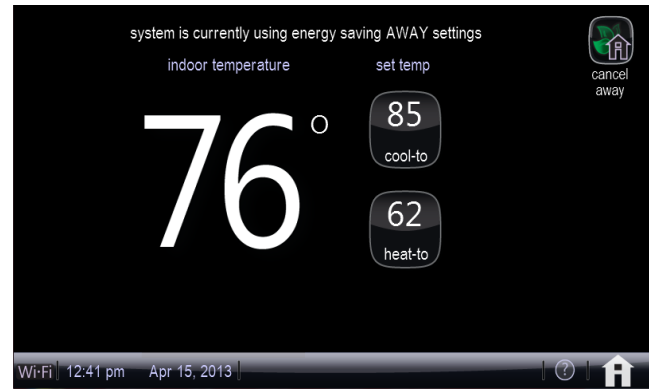 system is currently using energy saving AWAY settings
indoor temperature set temp
cancel
away
76°
85
cool-to
62
heat-to
Wi-Fi 12:41 pm Apr 15, 2013 ?